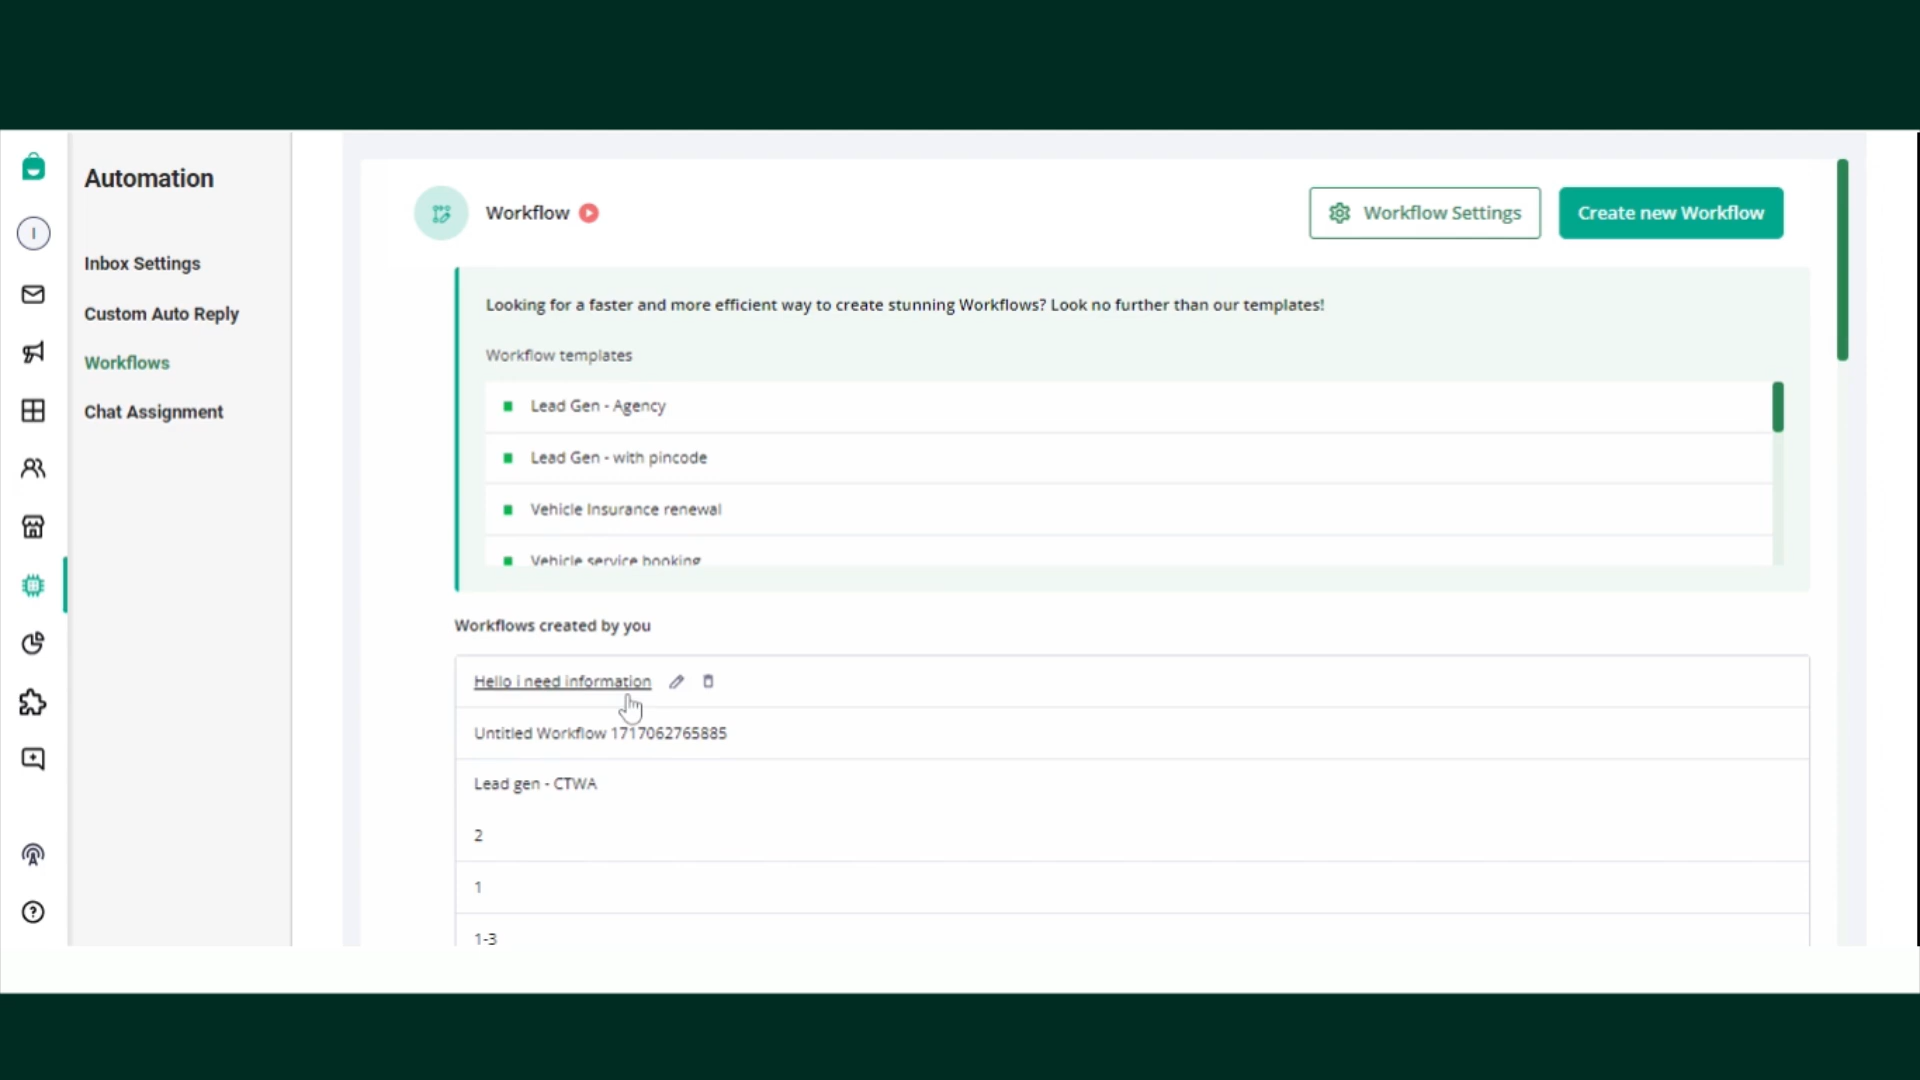 Automation
I
Inbox Settings
Custom Auto Reply
Workflows
Chat Assignment
Workflow
Workflow Settings
Create new Workflow
Looking for a faster and more efficient way to create stunning Workflows? Look no further than our templates!
Workflow templates
Lead Gen - Agency
Lead Gen - with pincode
Vehicle Insurance renewal
Vehicle service booking
Workflows created by you
Hello i need information
Untitled Workflow 1717062765885
Lead gen - CTWA
2
1
1-3